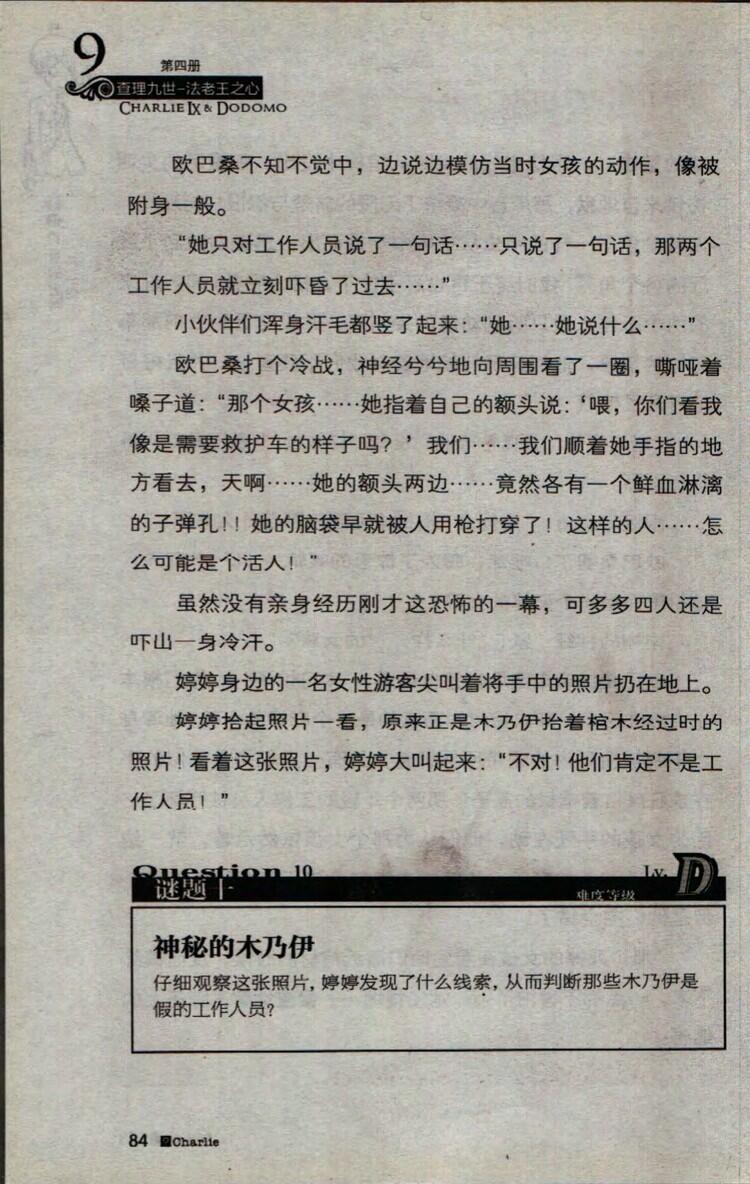 9
第四册
查理九世-法老王之心
CHARLIE IX & DODOMO
欧巴桑不知不觉中，边说边模仿当时女孩的动作，像被
附身一般。
“她只对工作人员说了一句话……只说了一句话，那两个
工作人员就立刻吓昏了过去……”
小伙伴们浑身汗毛都竖了起来：“她……她说什么……”
欧巴桑打个冷战，神经兮兮地向周围看了一圈，嘶哑着
嗓子道：“那个女孩……她指着自己的额头说：‘喂，你们看我
像是需要救护车的样子吗？’我们……我们顺着她手指的地
方看去，天啊……她的额头两边……竟然各有一个鲜血淋漓
的子弹孔！！她的脑袋早就被人用枪打穿了！这样的人……怎
么可能是个活人！”
虽然没有亲身经历刚才这恐怖的一幕，可多多四人还是
吓出一身冷汗。
婷婷身边的一名女性游客尖叫着将手中的照片扔在地上。
婷婷拾起照片一看，原来正是木乃伊抬着棺木经过时的
照片！看着这张照片，婷婷大叫起来：“不对！他们肯定不是工
作人员！”
Question 10
Lv. D
谜题十
难度等级
神秘的木乃伊
仔细观察这张照片，婷婷发现了什么线索，从而判断那些木乃伊是
假的工作人员？
84 Charlie